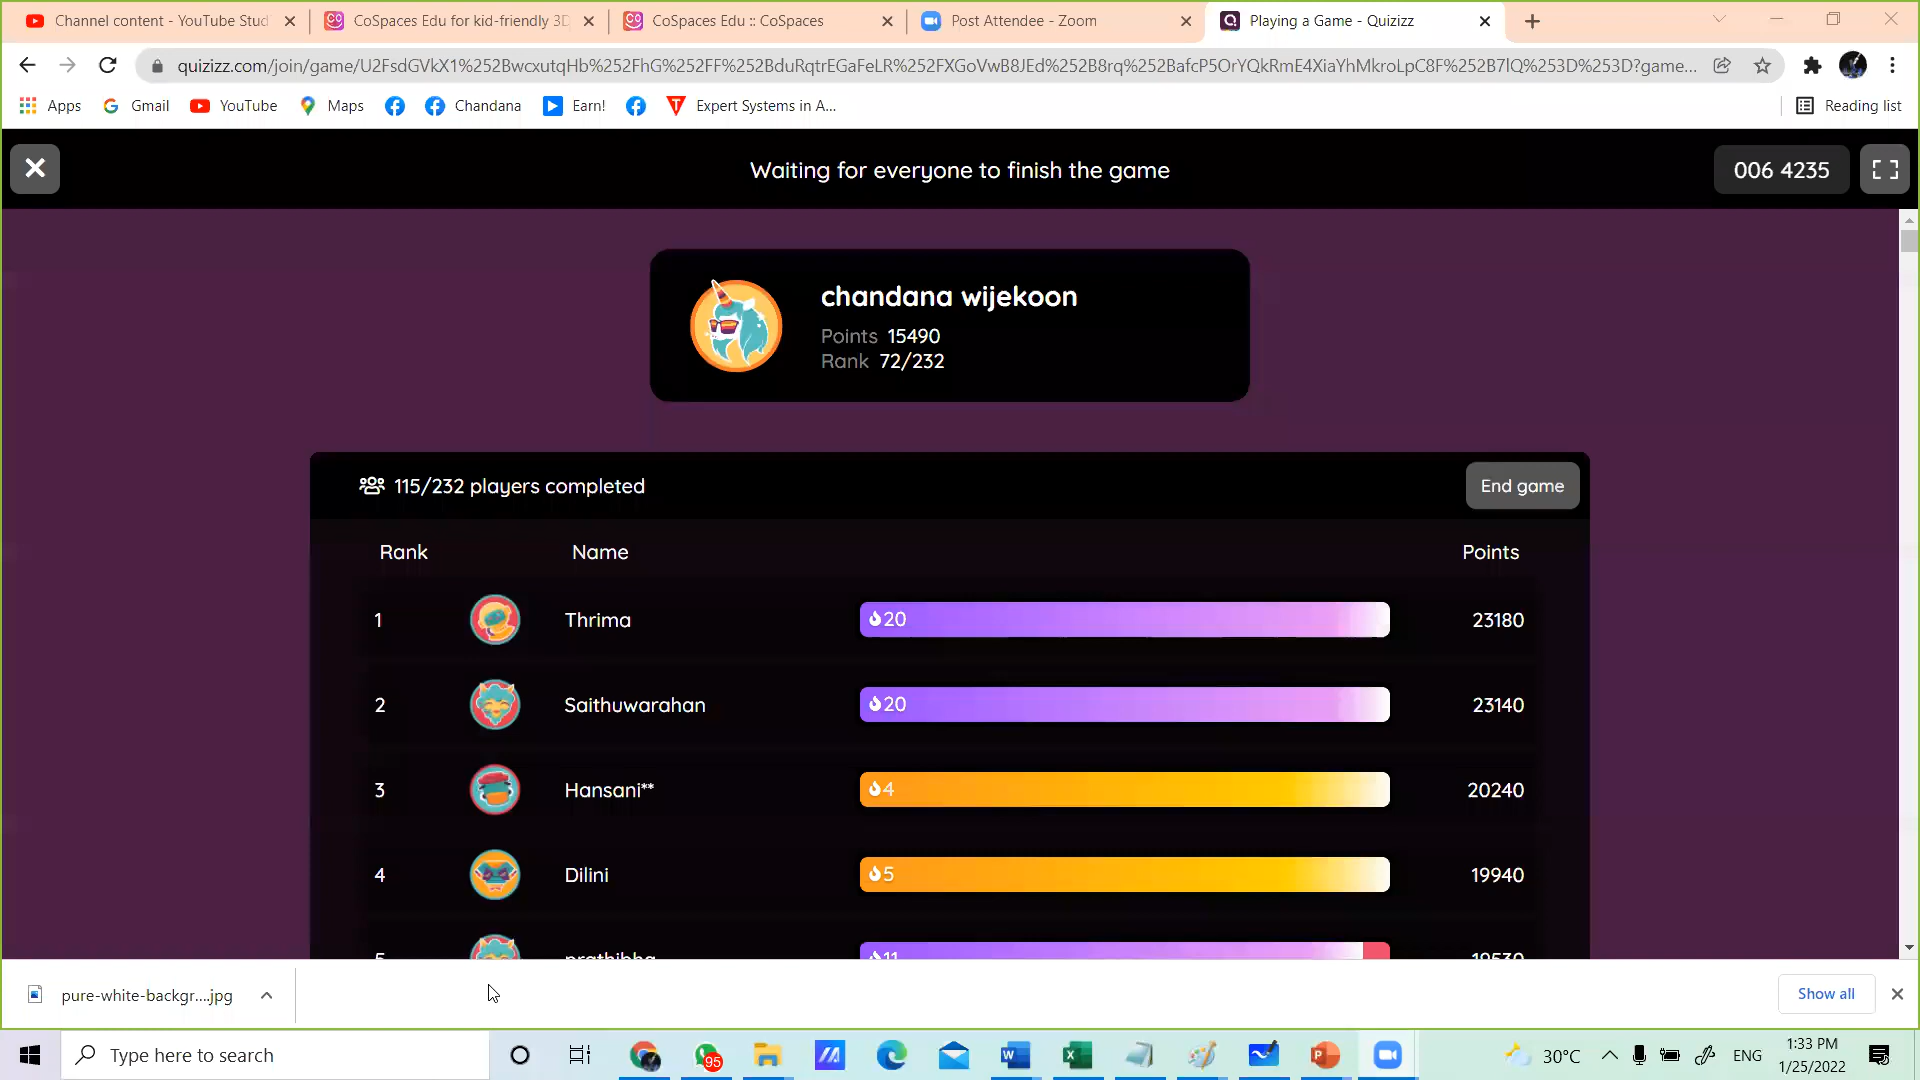 Channel content - YouTube Stud
CoSpaces Edu for kid-friendly 3D
CoSpaces Edu :: CoSpaces
Post Attendee - Zoom
Playing a Game - Quizizz
quizizz.com/join/game/U2FsdGVkX1%252BwcxutqHb%252FhG%252FF%252BduRqtrEGaFeLR%252FXGoVwB8JEd%252B8rq%252BafcP5OrYQkRmE4XiaYhMkroLpC8F%252B7lQ%253D%253D?game...
Apps Gmail YouTube Maps Chandana Earn! Expert Systems in A... Reading list
Waiting for everyone to finish the game
006 4235
chandana wijekoon
Points 15490
Rank 72/232
115/232 players completed
End game
Rank Name Points
1 Thrima 20 23180
2 Saithuwarahan 20 23140
3 Hansani** 4 20240
4 Dilini 5 19940
5 prathibha 11 19530
pure-white-backgr....jpg
Show all
Type here to search
95
30°C
ENG
1:33 PM
1/25/2022